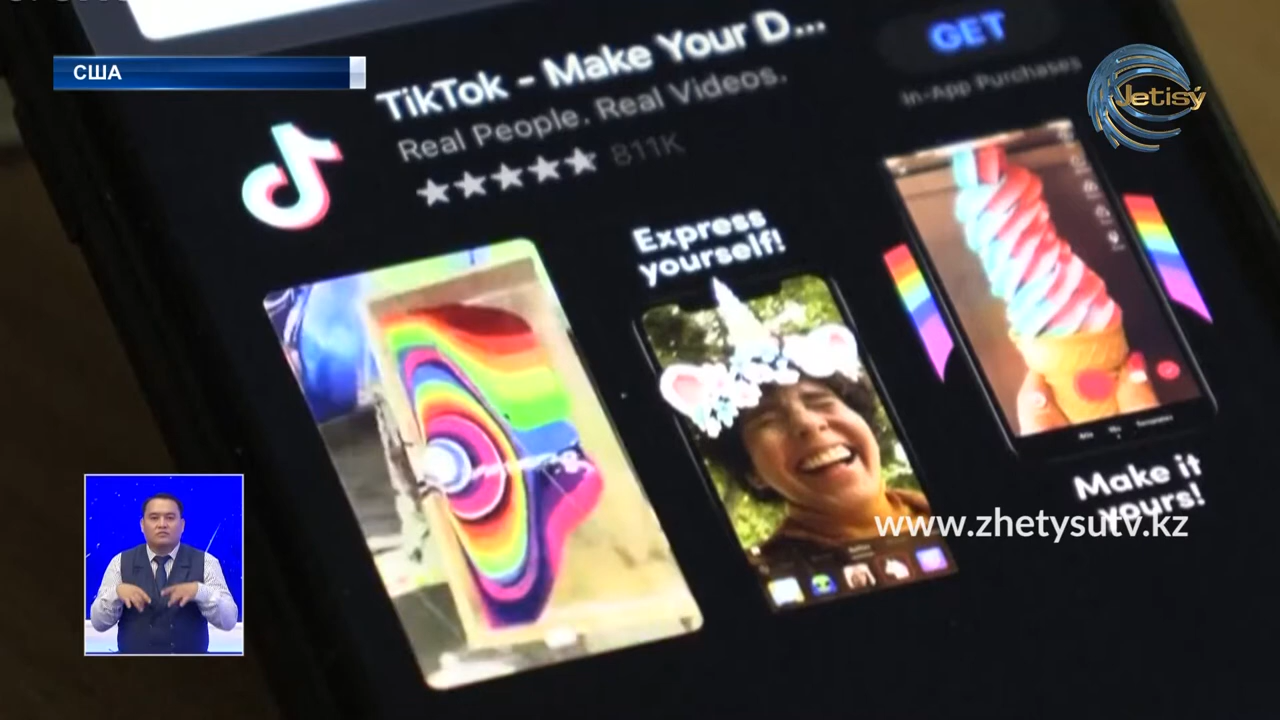 США
TikTok - Make Your D...
GET
Real People. Real Videos.
In-App Purchases
811K
Jetisý
Express
yourself!
Make it
yours!
www.zhetysutv.kz